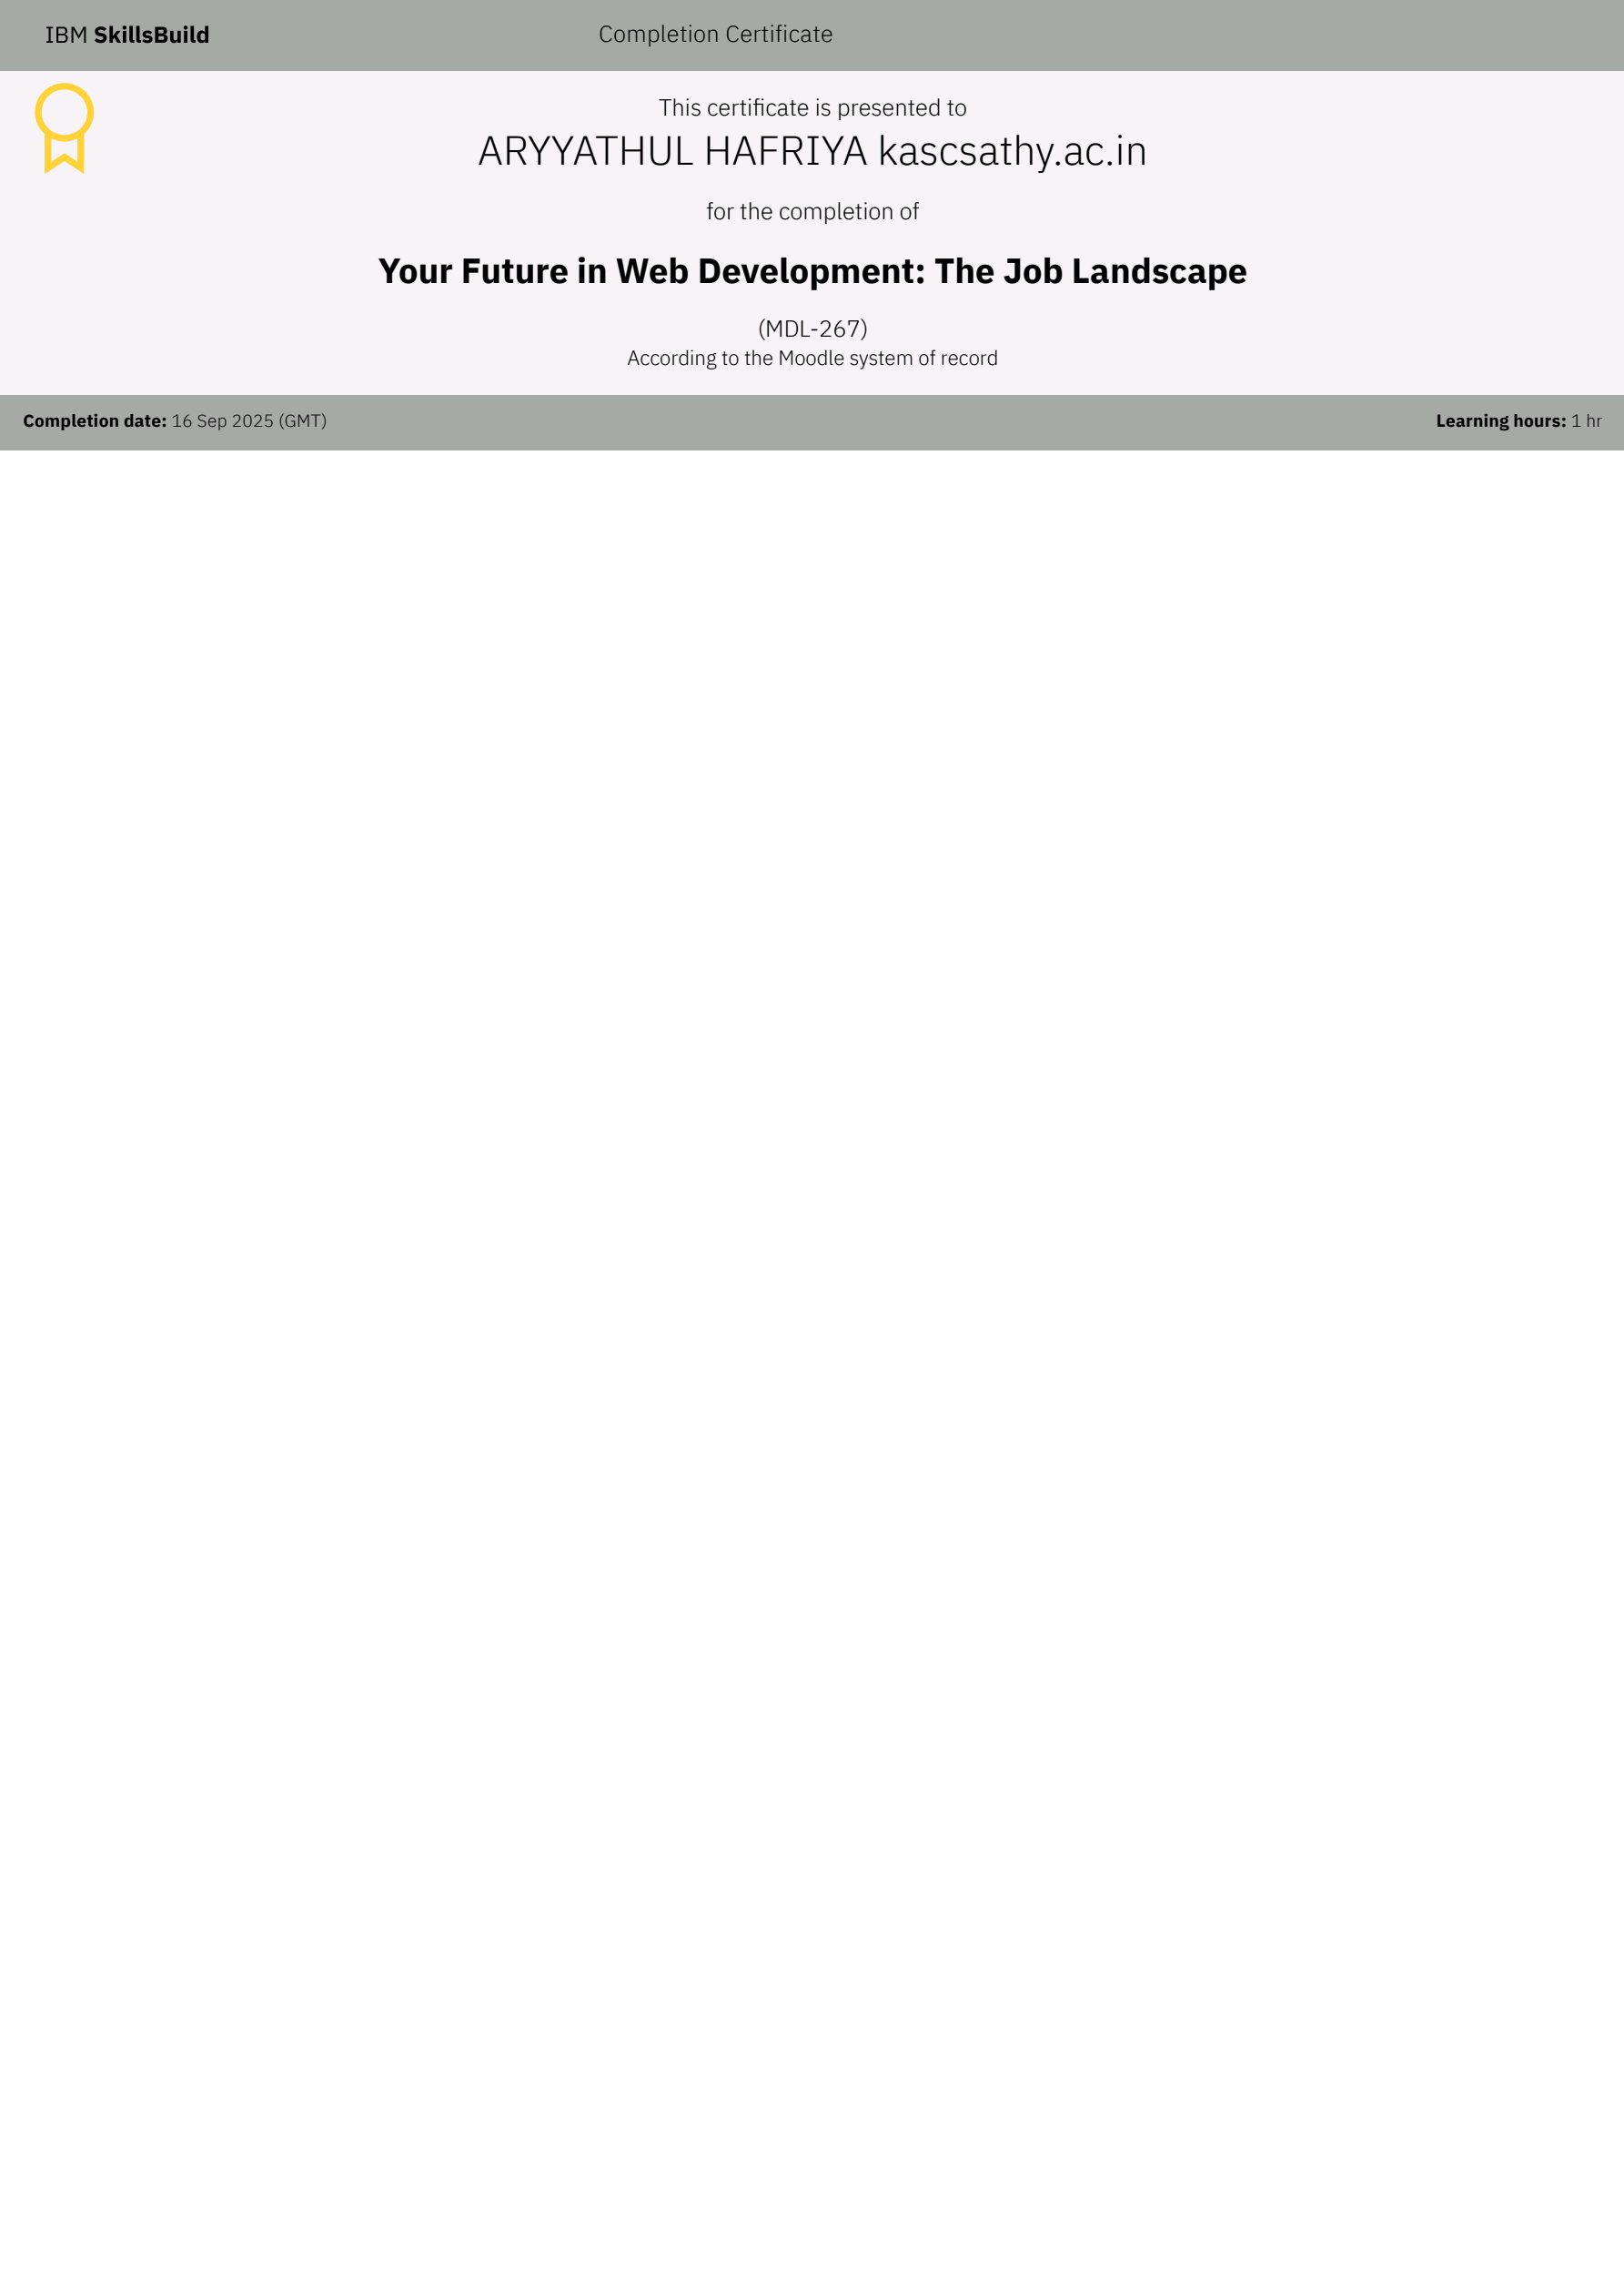 IBM SkillsBuild
Completion Certificate
This certificate is presented to
ARYYATHUL HAFRIYA kascsathy.ac.in
for the completion of
Your Future in Web Development: The Job Landscape
(MDL-267)
According to the Moodle system of record
Completion date: 16 Sep 2025 (GMT)
Learning hours: 1 hr